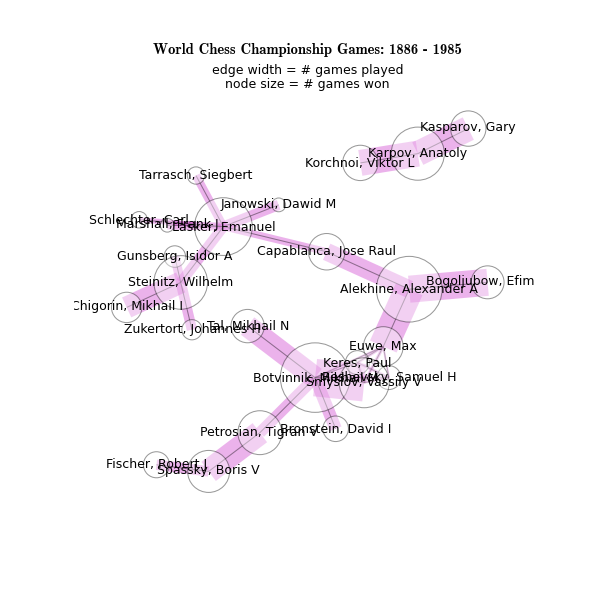 World Chess Championship Games: 1886 - 1985
edge width = # games played
node size = # games won
Kasparov, Gary
Karpov, Anatoly
Korchnoi, Viktor L
Tarrasch, Siegbert
Janowski, Dawid M
Schlechter, Carl
Marshall, Frank J
Lasker, Emanuel
Capablanca, Jose Raul
Gunsberg, Isidor A
Steinitz, Wilhelm
Bogoljubow, Efim
Alekhine, Alexander A
Chigorin, Mikhail I
Zukertort, Johannes H
Tal, Mikhail N
Euwe, Max
Keres, Paul
Botvinnik, Mikhail M
Reshevsky, Samuel H
Smyslov, Vassily V
Petrosian, Tigran V
Bronstein, David I
Fischer, Robert J
Spassky, Boris V